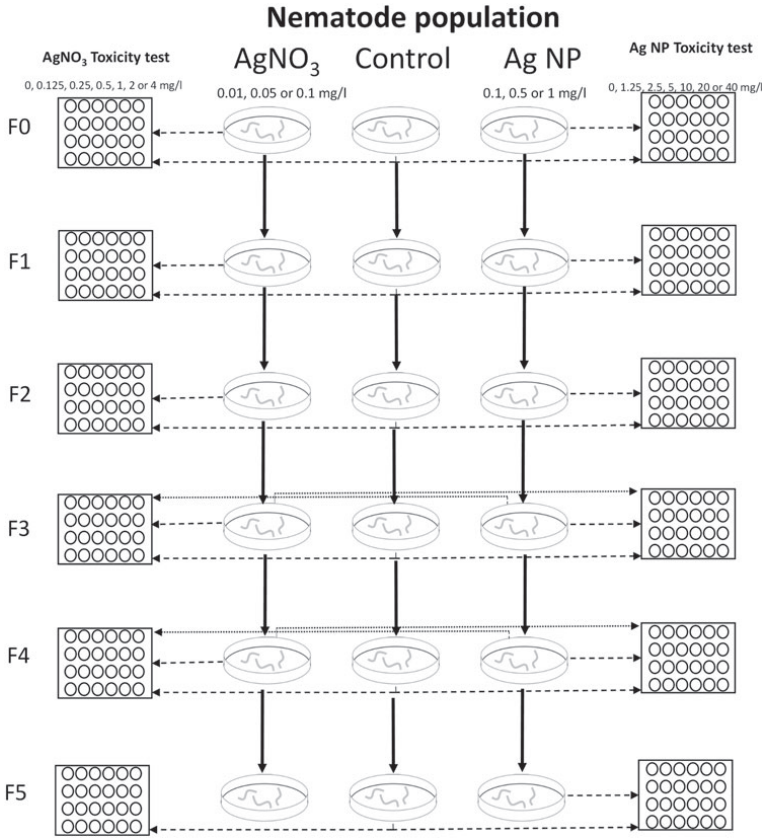 Nematode population
AgNO₃ Toxicity test
AgNO₃
Control
Ag NP
Ag NP Toxicity test
0, 0.125, 0.25, 0.5, 1, 2 or 4 mg/l
0.01, 0.05 or 0.1 mg/l
0.1, 0.5 or 1 mg/l
0, 1.25, 2.5, 5, 10, 20 or 40 mg/l
F0
F1
F2
F3
F4
F5